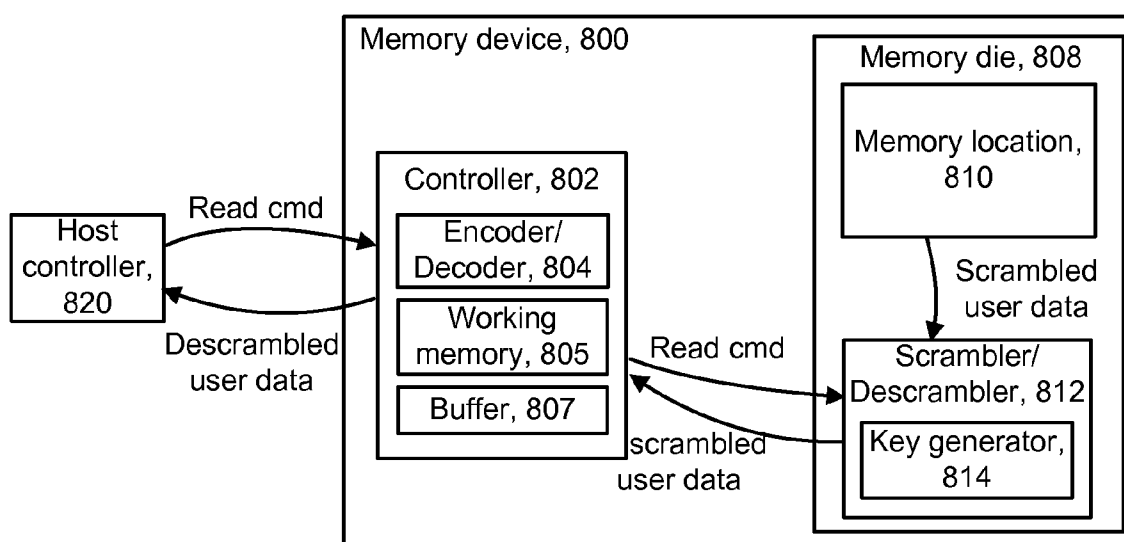 Memory device, 800
Memory die, 808
Memory location,
810
Controller, 802
Encoder/
Decoder, 804
Working
memory, 805
Buffer, 807
Host
controller,
820
Read cmd
Descrambled
user data
Read cmd
scrambled
user data
Scrambled
user data
Scrambler/
Descrambler, 812
Key generator,
814